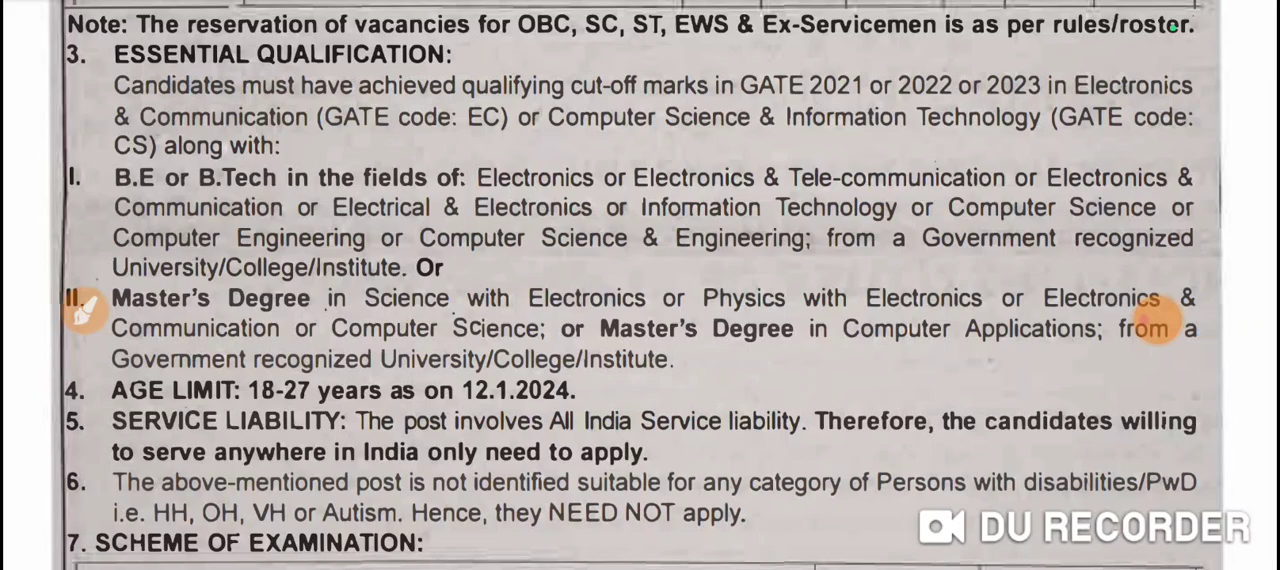 Note: The reservation of vacancies for OBC, SC, ST, EWS & Ex-Servicemen is as per rules/roster.
3. ESSENTIAL QUALIFICATION:
Candidates must have achieved qualifying cut-off marks in GATE 2021 or 2022 or 2023 in Electronics
& Communication (GATE code: EC) or Computer Science & Information Technology (GATE code:
CS) along with:
I. B.E or B.Tech in the fields of: Electronics or Electronics & Tele-communication or Electronics &
Communication or Electrical & Electronics or Information Technology or Computer Science or
Computer Engineering or Computer Science & Engineering; from a Government recognized
University/College/Institute. Or
II. Master's Degree in Science with Electronics or Physics with Electronics or Electronics &
Communication or Computer Science; or Master's Degree in Computer Applications; from a
Government recognized University/College/Institute.
4. AGE LIMIT: 18-27 years as on 12.1.2024.
5. SERVICE LIABILITY: The post involves All India Service liability. Therefore, the candidates willing
to serve anywhere in India only need to apply.
6. The above-mentioned post is not identified suitable for any category of Persons with disabilities/PwD
i.e. HH, OH, VH or Autism. Hence, they NEED NOT apply.
7. SCHEME OF EXAMINATION:
DU RECORDER